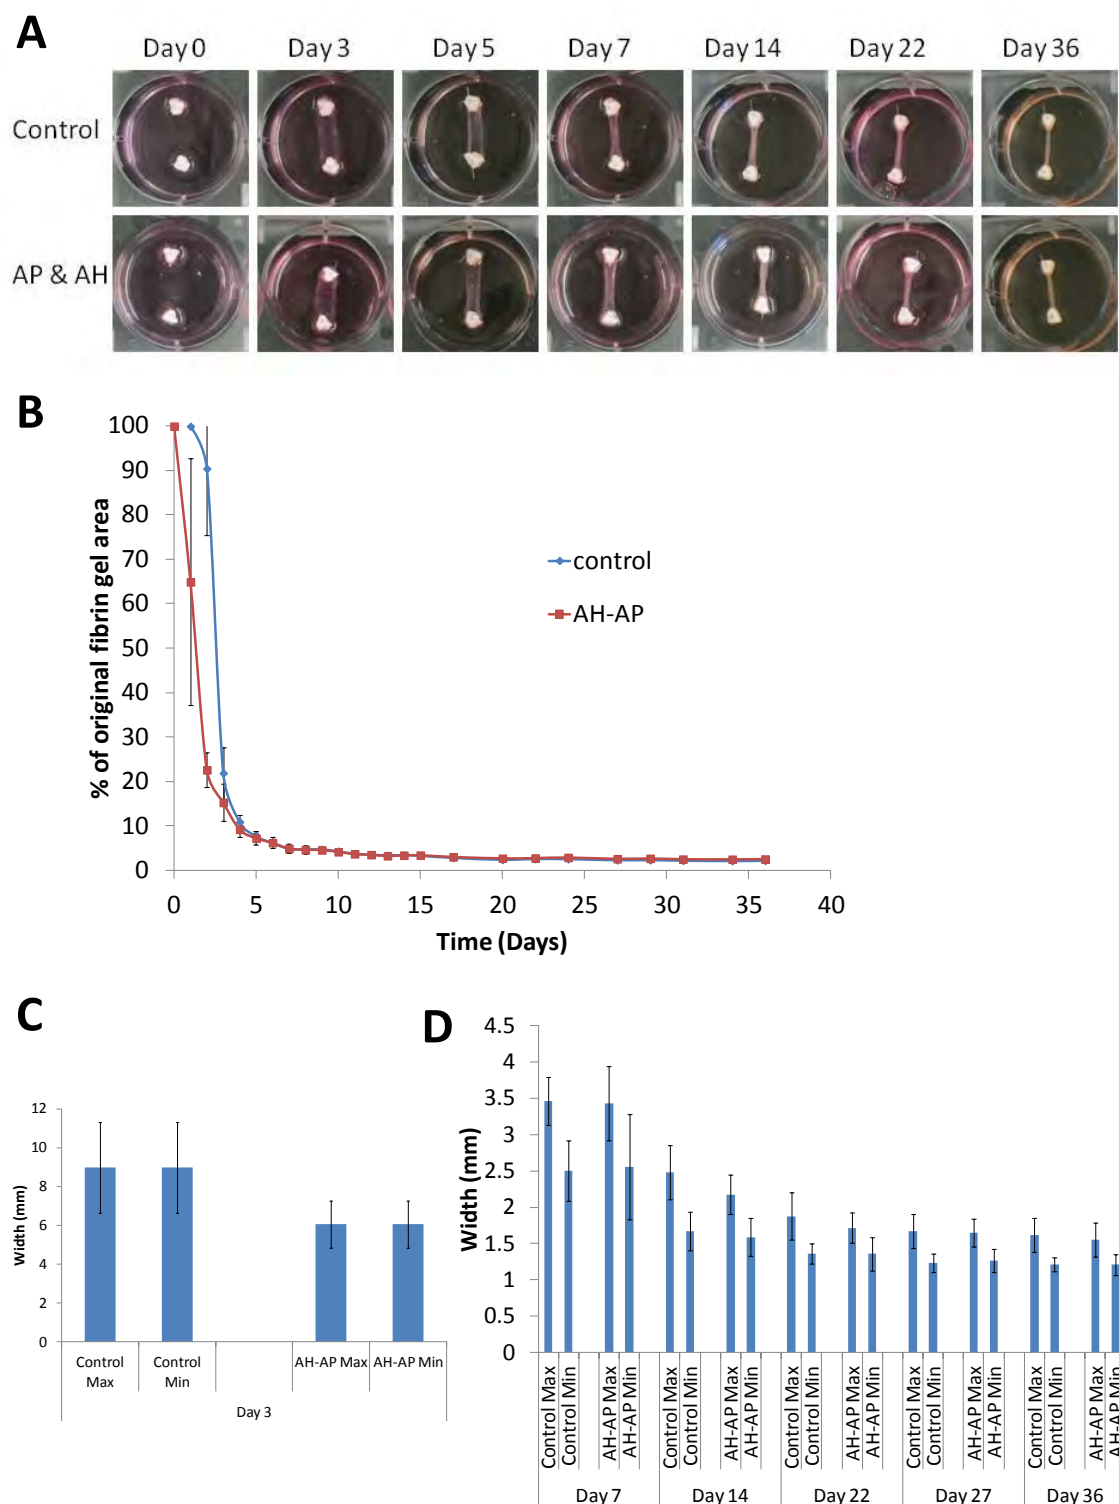 A
Day 0 Day 3 Day 5 Day 7 Day 14 Day 22 Day 36
Control
AP & AH
B
% of original fibrin gel area
100
90
80
70
60
50
40
30
20
10
0
control
AH-AP
0 5 10 15 20 25 30 35 40
Time (Days)
C
Width (mm)
12
10
8
6
4
2
0
Control Max
Control Min
AH-AP Max
AH-AP Min
Day 3
D
Width (mm)
4.5
4
3.5
3
2.5
2
1.5
1
0.5
0
Control Max
Control Min
AH-AP Max
AH-AP Min
Control Max
Control Min
AH-AP Max
AH-AP Min
Control Max
Control Min
AH-AP Max
AH-AP Min
Control Max
Control Min
AH-AP Max
AH-AP Min
Control Max
Control Min
AH-AP Max
AH-AP Min
Day 7 Day 14 Day 22 Day 27 Day 36